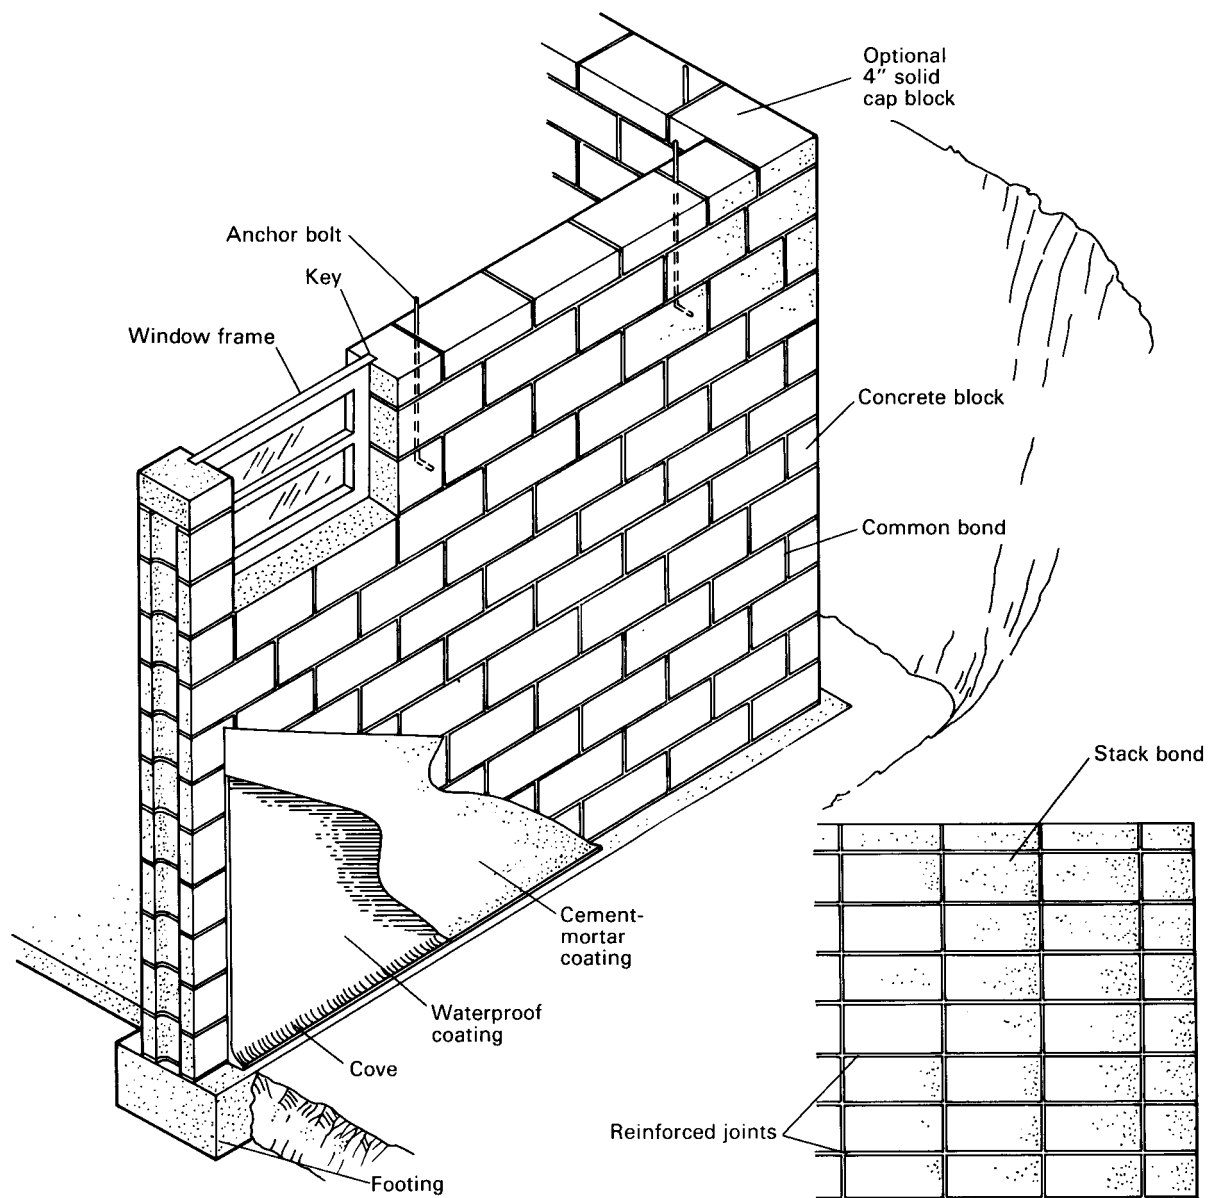 Optional
4" solid
cap block
Anchor bolt
Key
Window frame
Concrete block
Common bond
Stack bond
Cement-
mortar
coating
Waterproof
coating
Cove
Reinforced joints
Footing